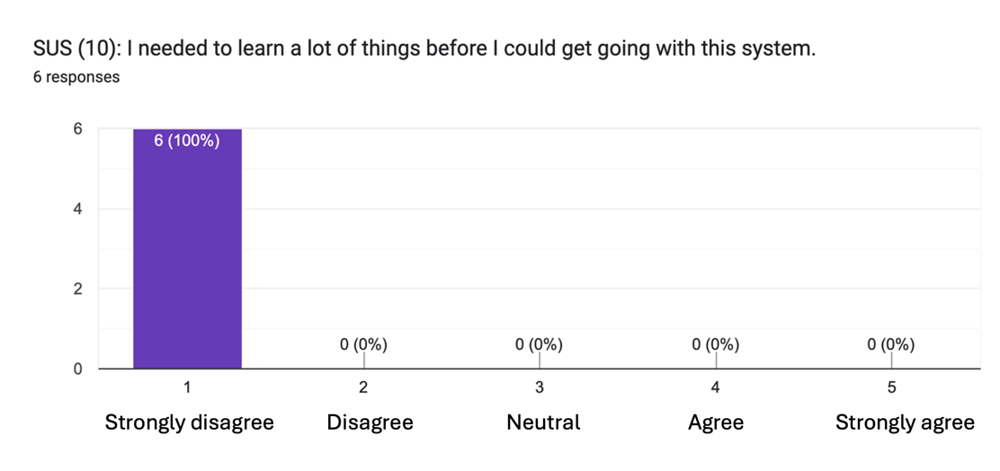 SUS (10): I needed to learn a lot of things before I could get going with this system.
6 responses
6
6 (100%)
4
2
0 (0%) 0 (0%) 0 (0%) 0 (0%)
0
1 2 3 4 5
Strongly disagree Disagree Neutral Agree Strongly agree